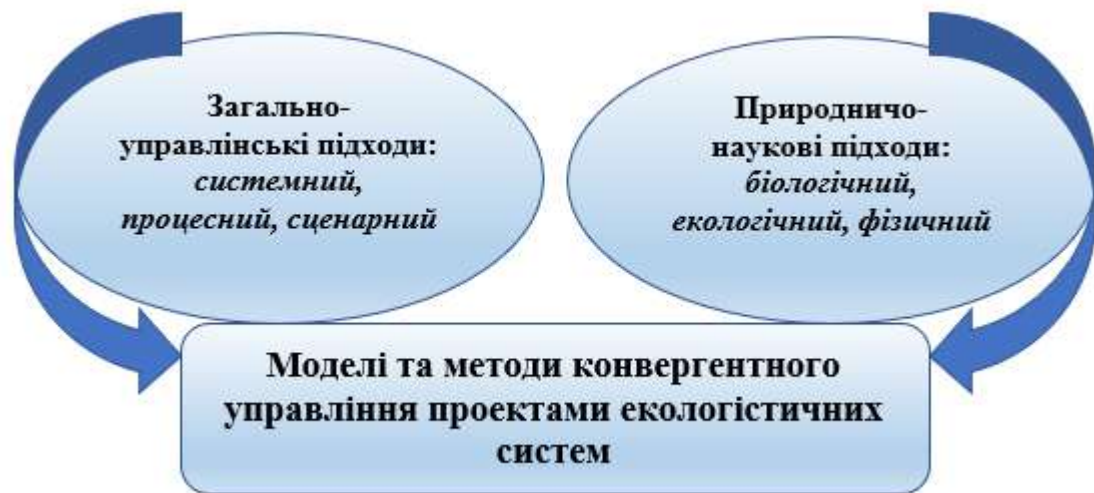 Загально-
управлінські підходи:
системний,
процесний, сценарний
Природничо-
наукові підходи:
біологічний,
екологічний, фізичний
Моделі та методи конвергентного
управління проектами екологістичних
систем